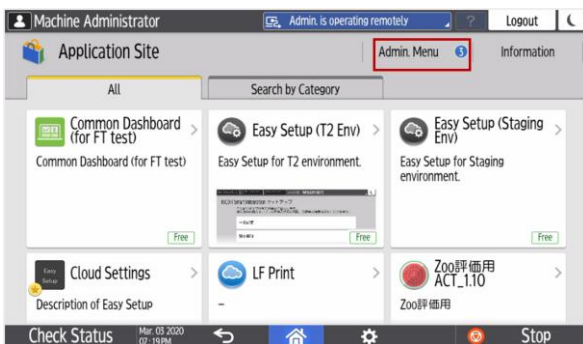 Machine Administrator
Admin. is operating remotely
?
Logout
Application Site
Admin. Menu 3
Information
All
Search by Category
Common Dashboard
(for FT test)
Common Dashboard (for FT test)
Free
Easy Setup (T2 Env)
Easy Setup for T2 environment.
Free
Easy Setup (Staging
Env)
Easy Setup for Staging
environment.
Free
Easy
Setup
Cloud Settings
Description of Easy Setup
LF Print
-
Zoo評価用
ACT_1.10
Zoo評価用
Check Status
Mar. 03 2020
07:19PM
Stop